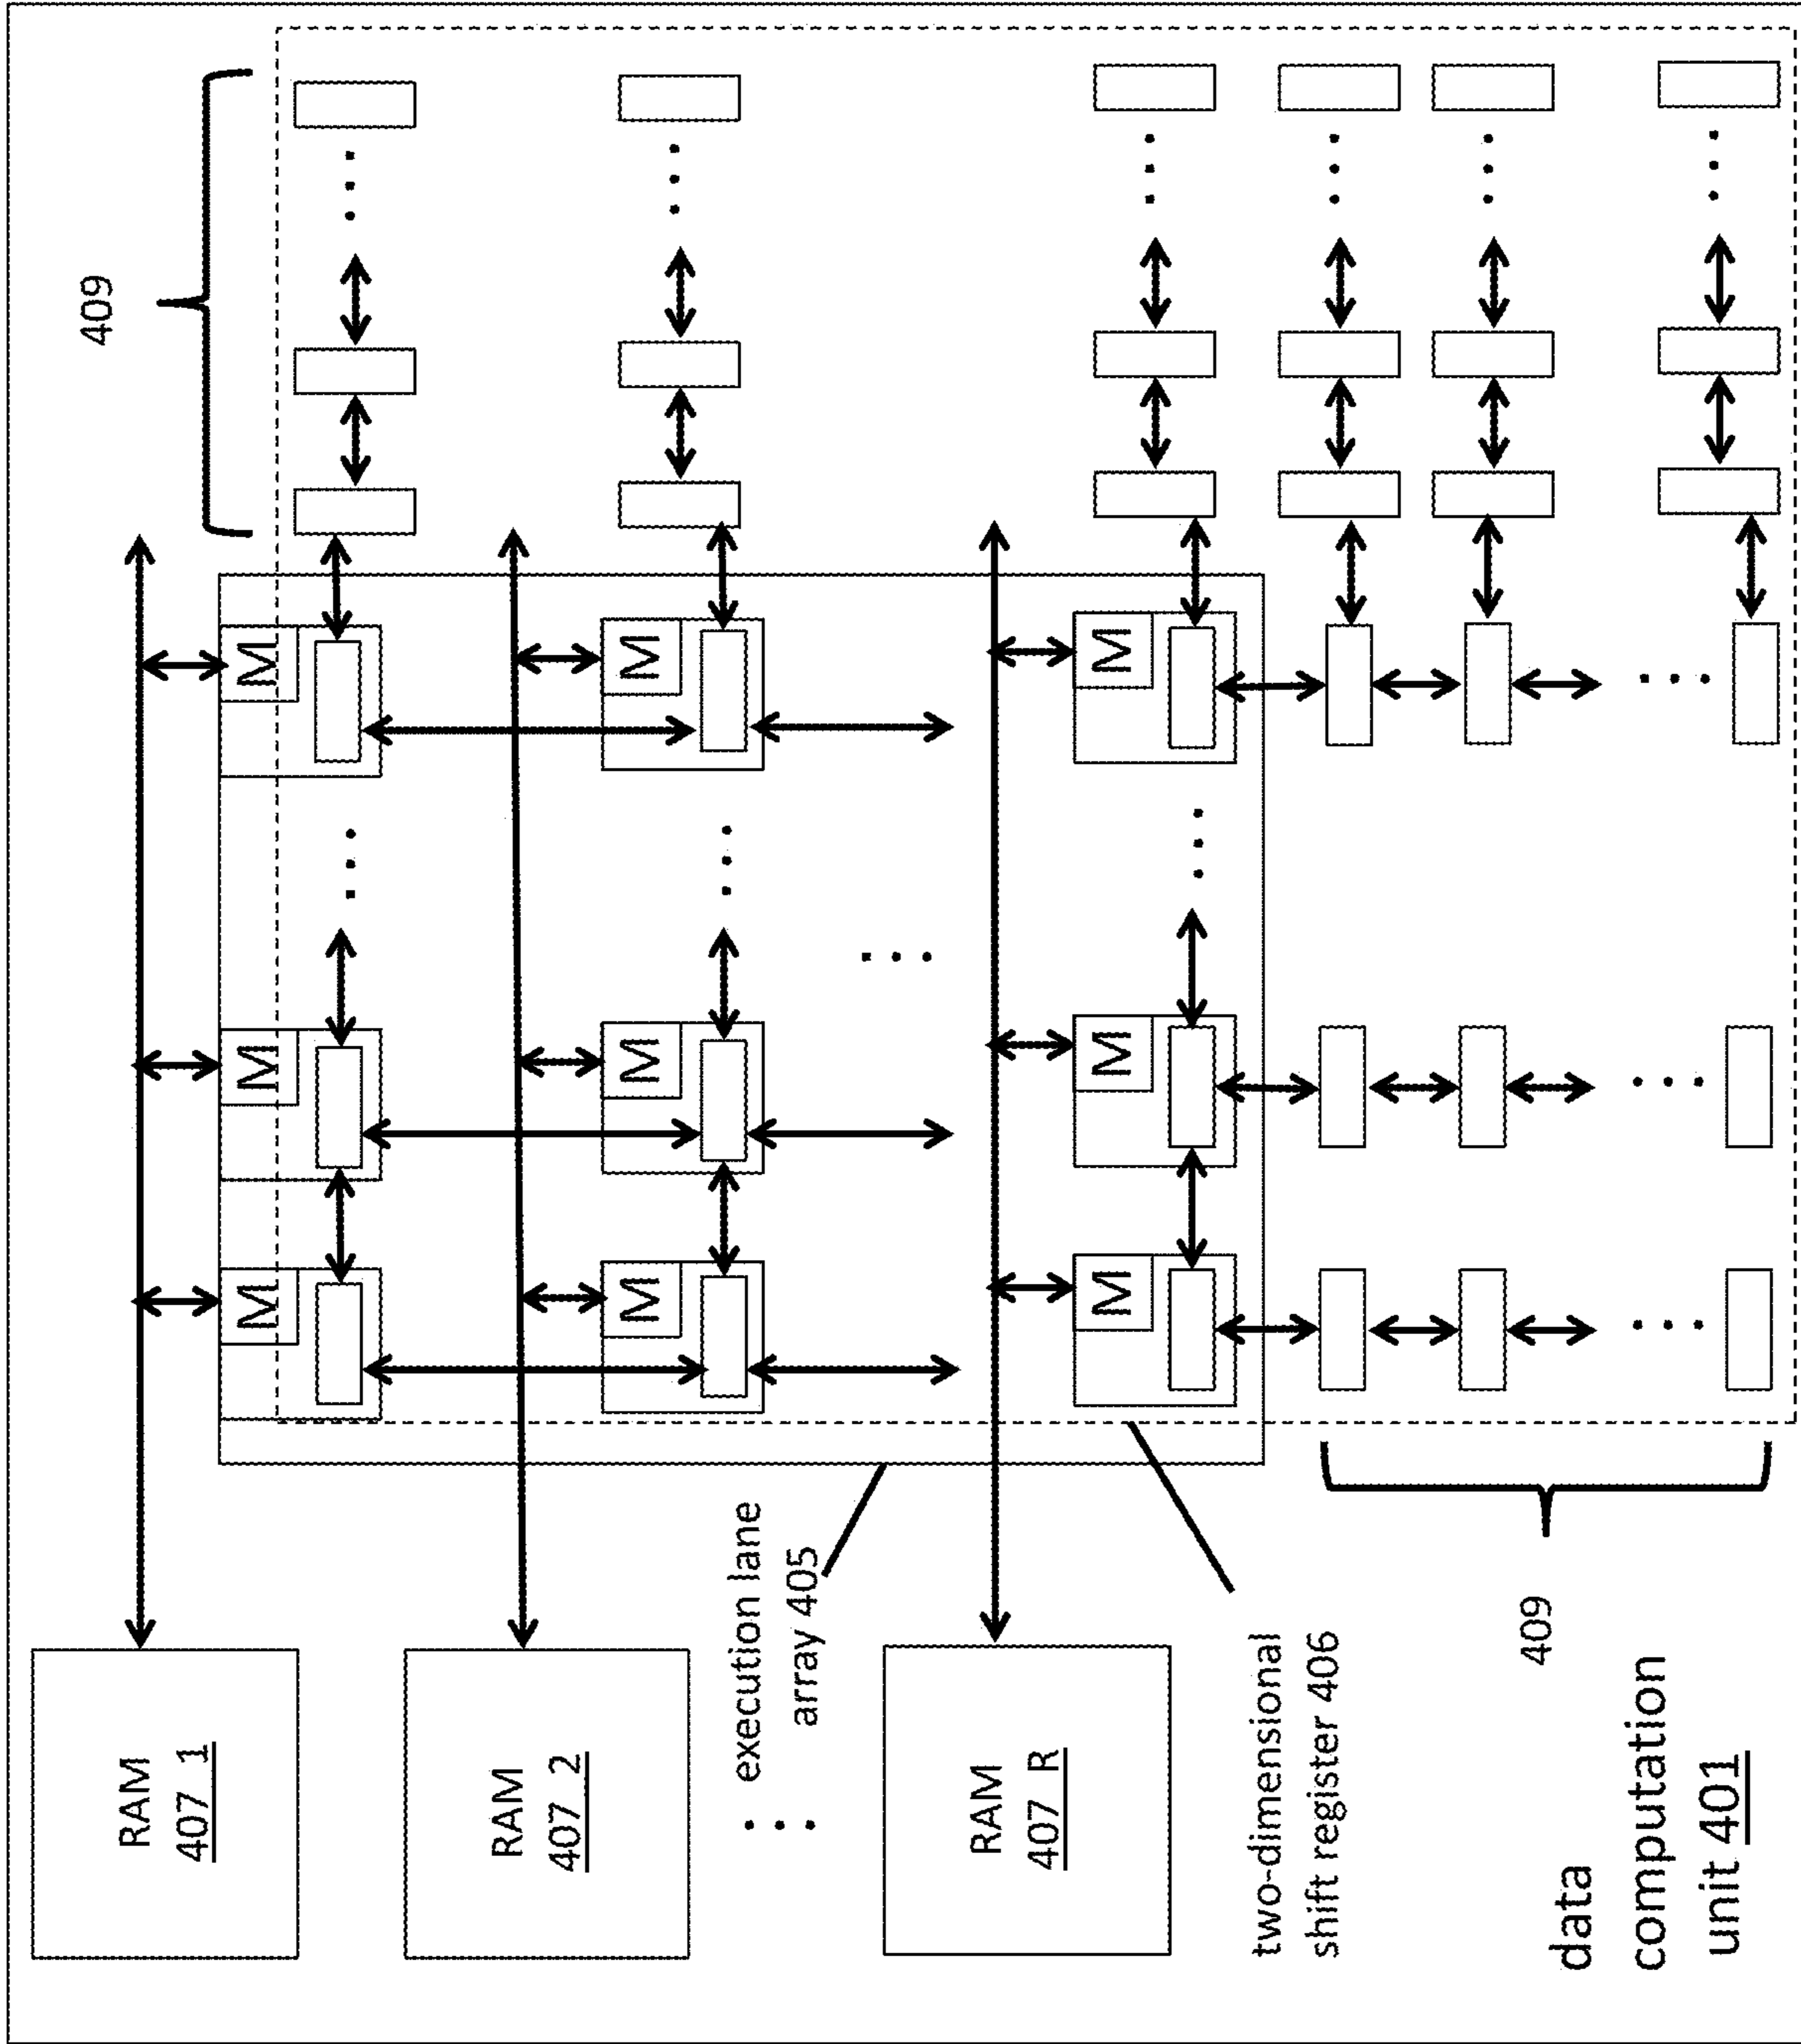 409
RAM
407_1
M
M
M
RAM
407_2
M
M
M
execution lane
array 405
RAM
407_R
M
M
M
two-dimensional
shift register 406
409
data
computation
unit 401